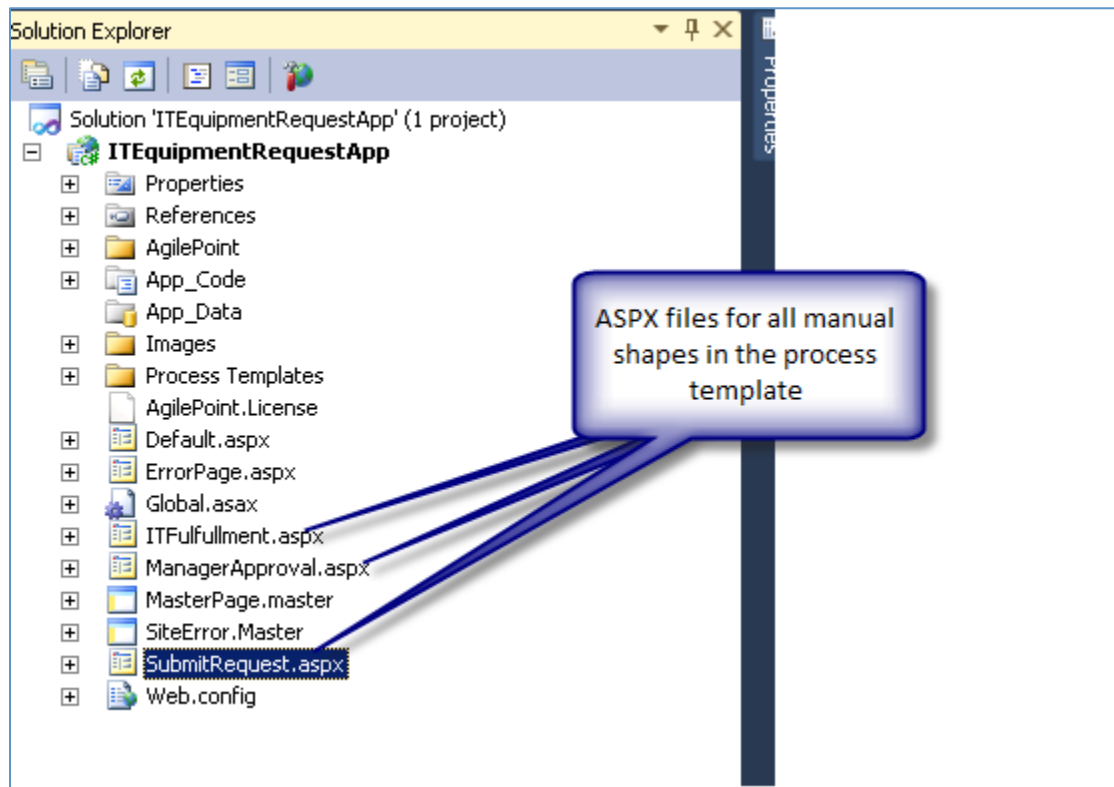 Solution Explorer
Properties
Solution 'ITEquipmentRequestApp' (1 project)
ITEquipmentRequestApp
Properties
References
AgilePoint
App_Code
App_Data
Images
Process Templates
AgilePoint.License
Default.aspx
ErrorPage.aspx
Global.asax
ITFulfullment.aspx
ManagerApproval.aspx
MasterPage.master
SiteError.Master
SubmitRequest.aspx
Web.config
ASPX files for all manual
shapes in the process
template